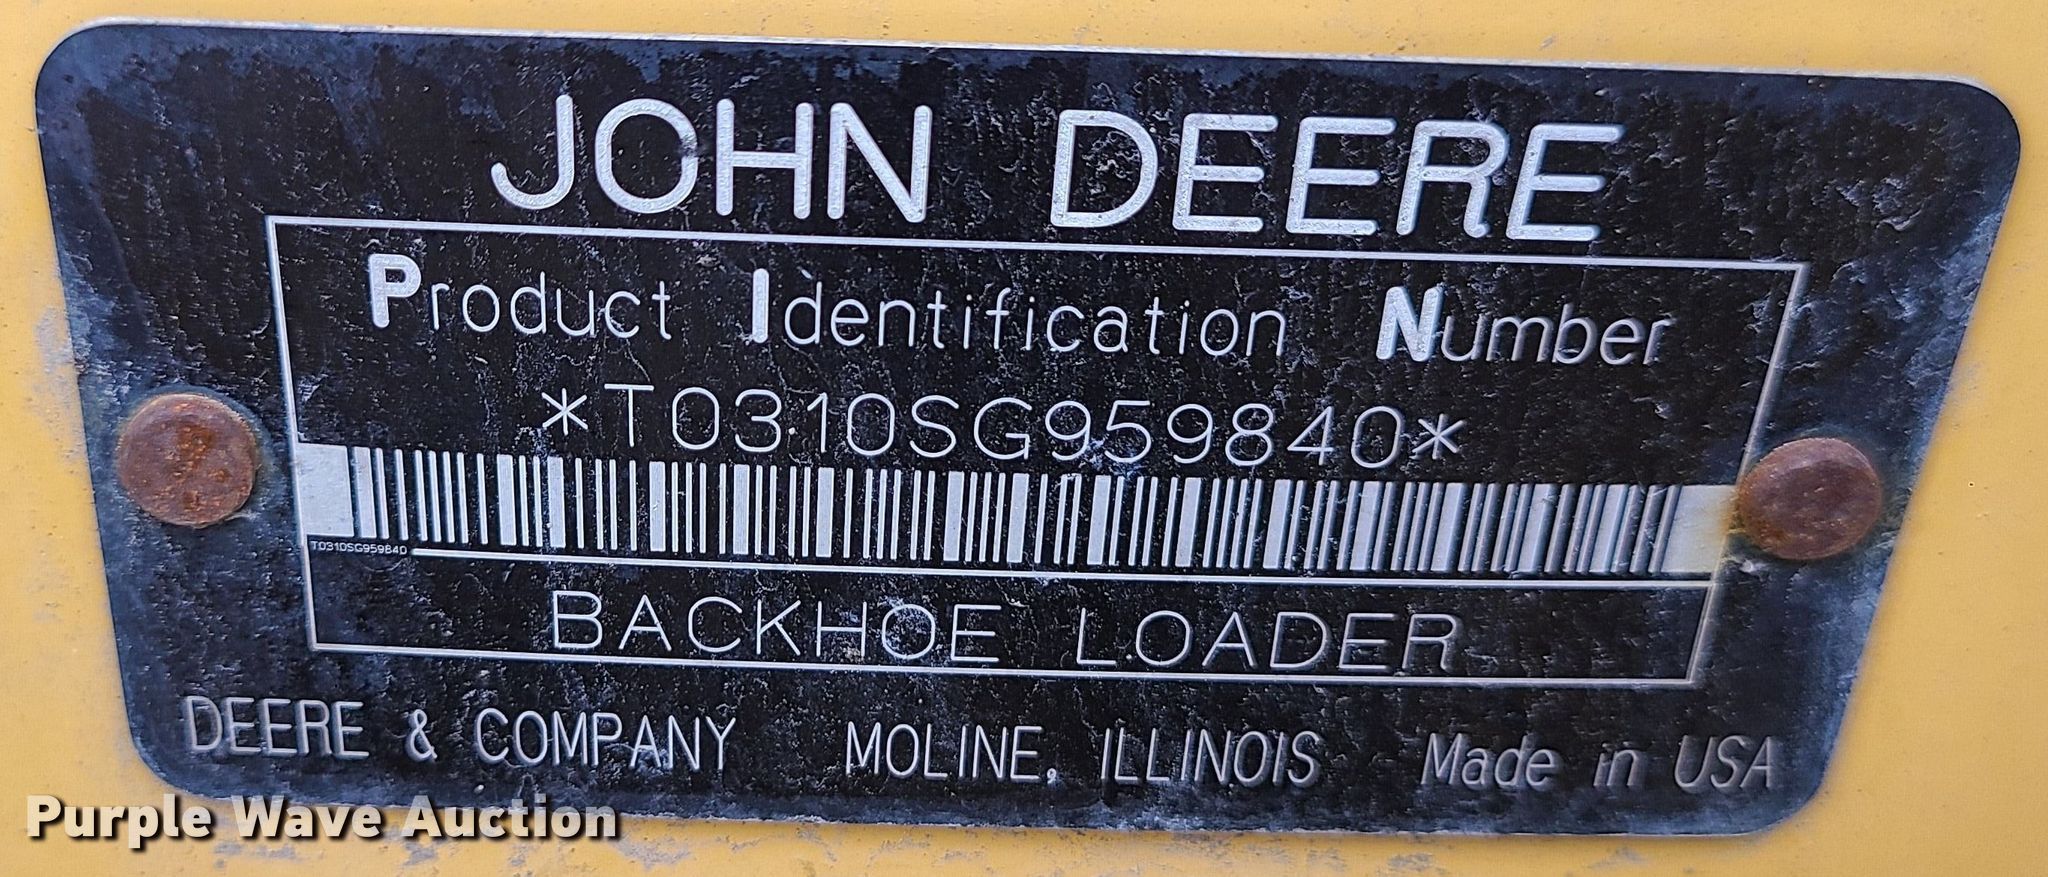 JOHN DEERE
Product Identification Number
*T0310SG959840*
T0310SG959840
BACKHOE LOADER
DEERE & COMPANY MOLINE, ILLINOIS Made in USA
Purple Wave Auction